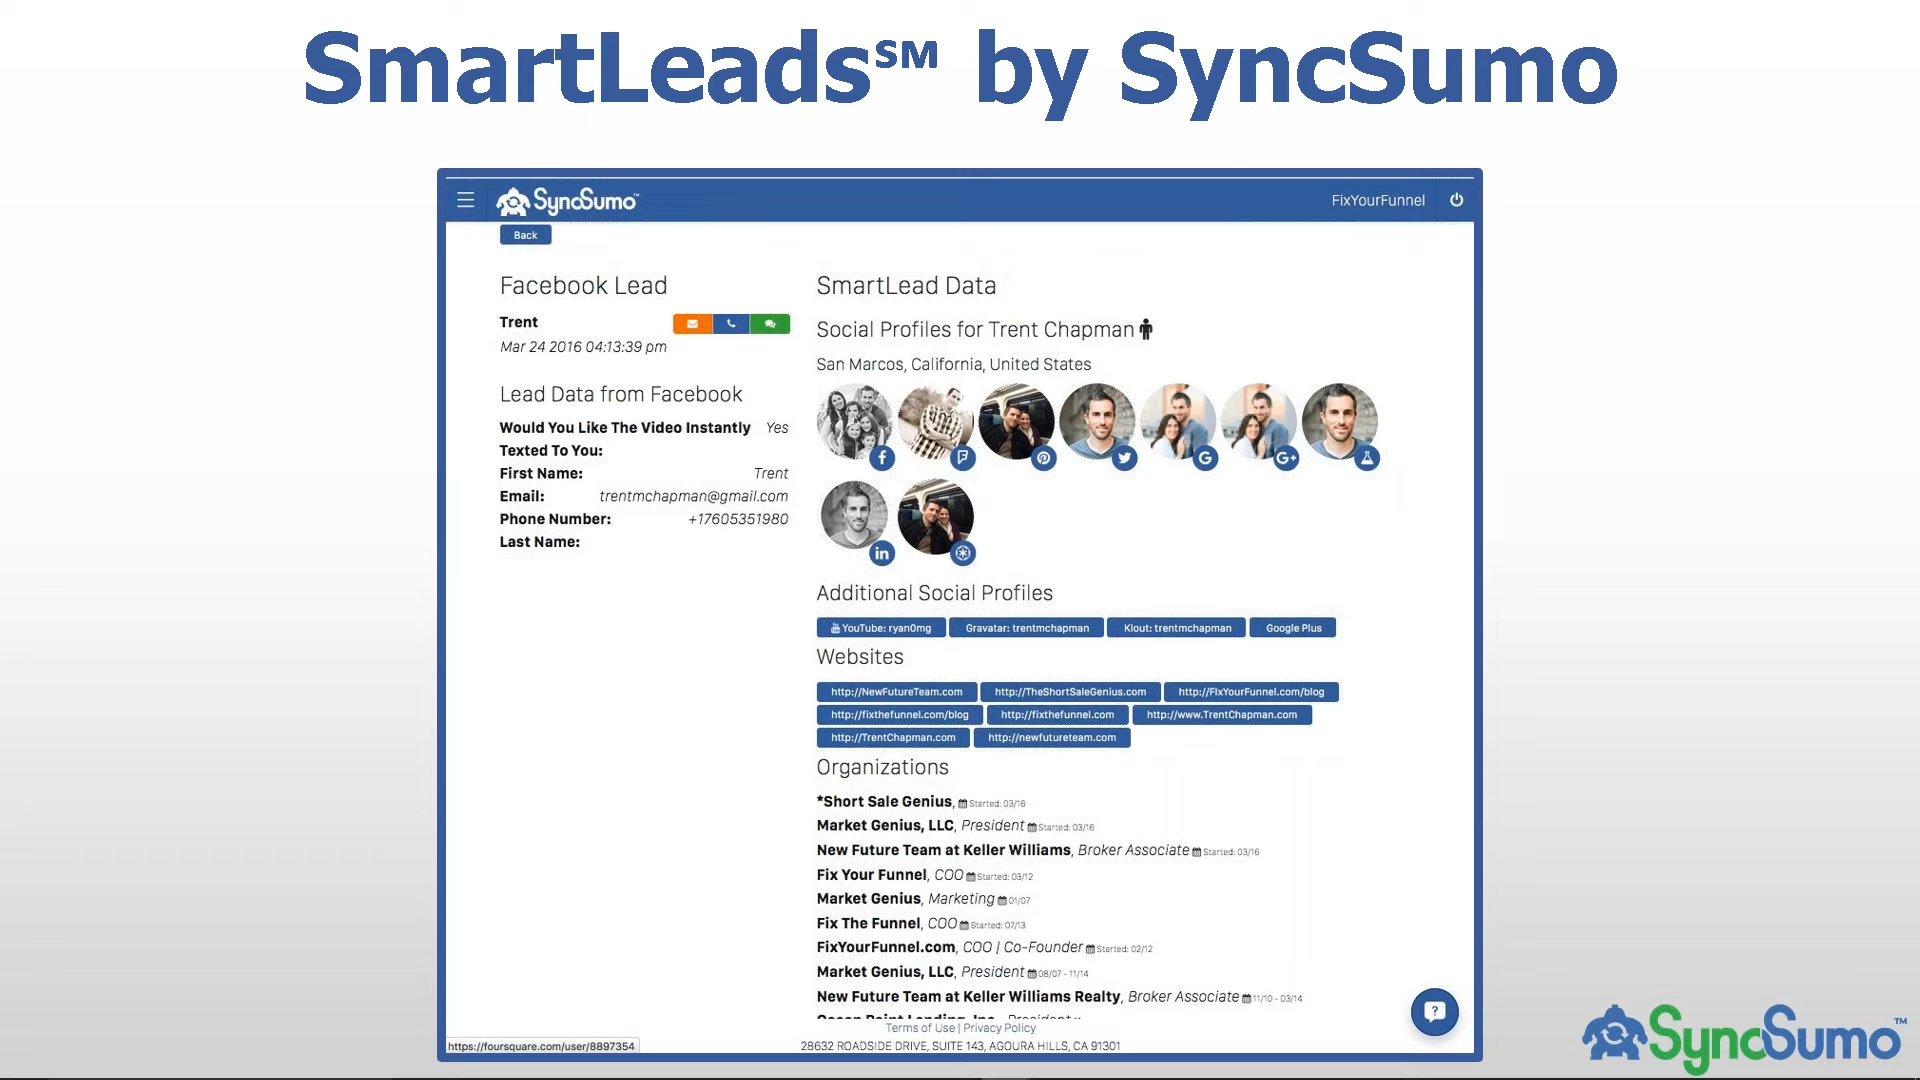 SmartLeads℠ by SyncSumo
SyncSumo™
FixYourFunnel
Back
Facebook Lead
Trent
Mar 24 2016 04:13:39 pm
Lead Data from Facebook
Would You Like The Video Instantly Yes
Texted To You:
First Name: Trent
Email: trentmchapman@gmail.com
Phone Number: +17605351980
Last Name:
SmartLead Data
Social Profiles for Trent Chapman
San Marcos, California, United States
Additional Social Profiles
YouTube: ryan0mg Gravatar: trentmchapman Klout: trentmchapman Google Plus
Websites
http://NewFutureTeam.com http://TheShortSaleGenius.com http://FIxYourFunnel.com/blog
http://fixthefunnel.com/blog http://fixthefunnel.com http://www.TrentChapman.com
http://TrentChapman.com http://newfutureteam.com
Organizations
*Short Sale Genius, Started: 03/16
Market Genius, LLC, President Started: 03/16
New Future Team at Keller Williams, Broker Associate Started: 03/16
Fix Your Funnel, COO Started: 03/12
Market Genius, Marketing 01/07
Fix The Funnel, COO Started: 07/13
FixYourFunnel.com, COO | Co-Founder Started: 02/12
Market Genius, LLC, President 08/07 - 11/14
New Future Team at Keller Williams Realty, Broker Associate 11/10 - 03/14
Terms of Use | Privacy Policy
28632 ROADSIDE DRIVE, SUITE 143, AGOURA HILLS, CA 91301
https://foursquare.com/user/8897354
SyncSumo™